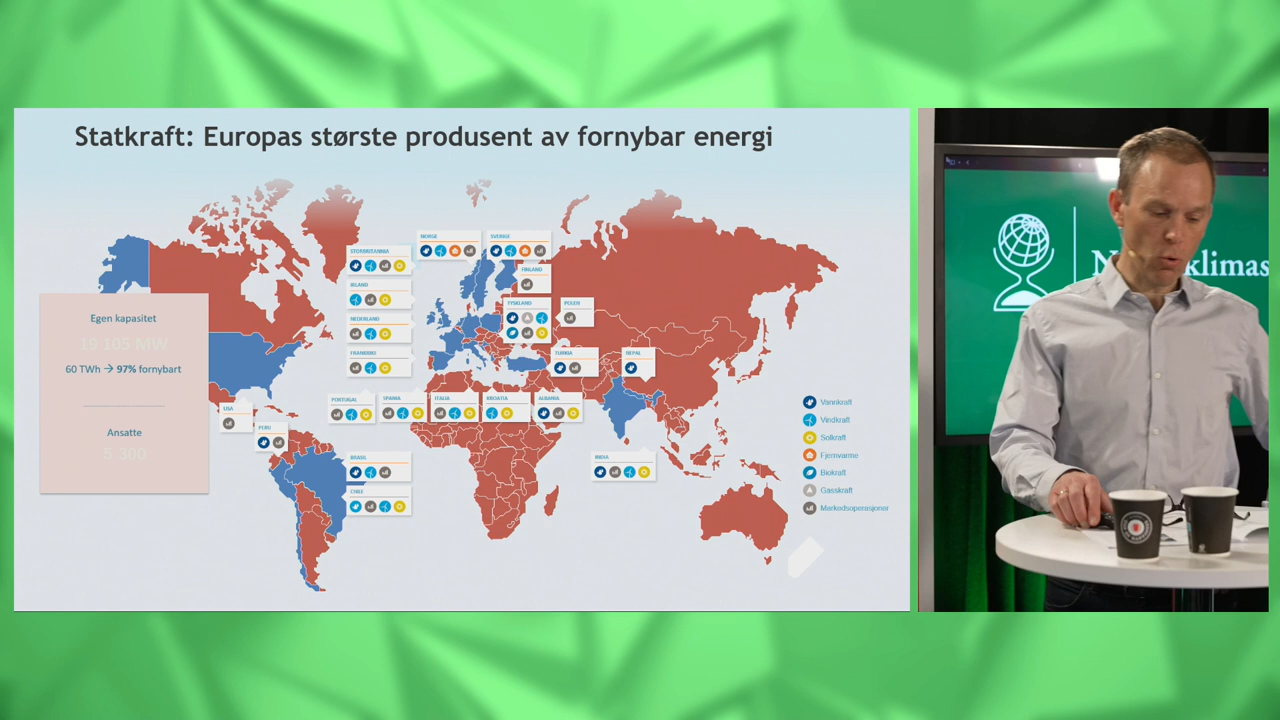 Statkraft: Europas største produsent av fornybar energi
NORGE
SVERIGE
STORBRITANNIA
FINLAND
IRLAND
TYSKLAND
POLEN
NEDERLAND
FRANKRIKE
TYRKIA
NEPAL
Egen kapasitet
19 105 MW
60 TWh → 97% fornybart
Ansatte
5 300
PORTUGAL
SPANIA
ITALIA
KROATIA
ALBANIA
USA
PERU
BRASIL
INDIA
CHILE
Vannkraft
Vindkraft
Solkraft
Fjernvarme
Biokraft
Gasskraft
Markedsoperasjoner
klimas